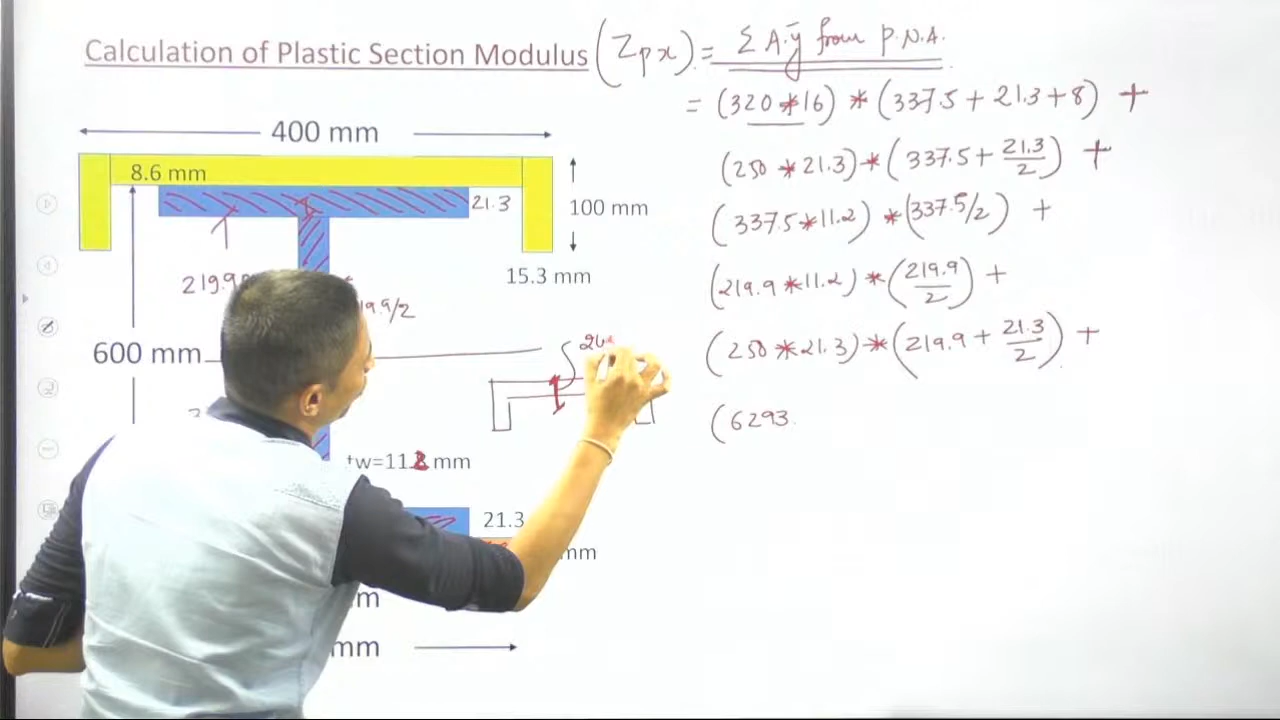 Calculation of Plastic Section Modulus (Zpx) = Σ A.ȳ from P.N.A.
= (320*16) * (337.5 + 21.3 + 8) +
(250 * 21.3) * (337.5 + 21.3/2) +
(337.5 * 11.2) * (337.5/2) +
(219.9 * 11.2) * (219.9/2) +
(250 * 21.3) * (219.9 + 21.3/2) +
(6293.
400 mm
8.6 mm
21.3
100 mm
15.3 mm
219.9
19.9/2
600 mm
tw=11.2 mm
21.3
mm
m
mm